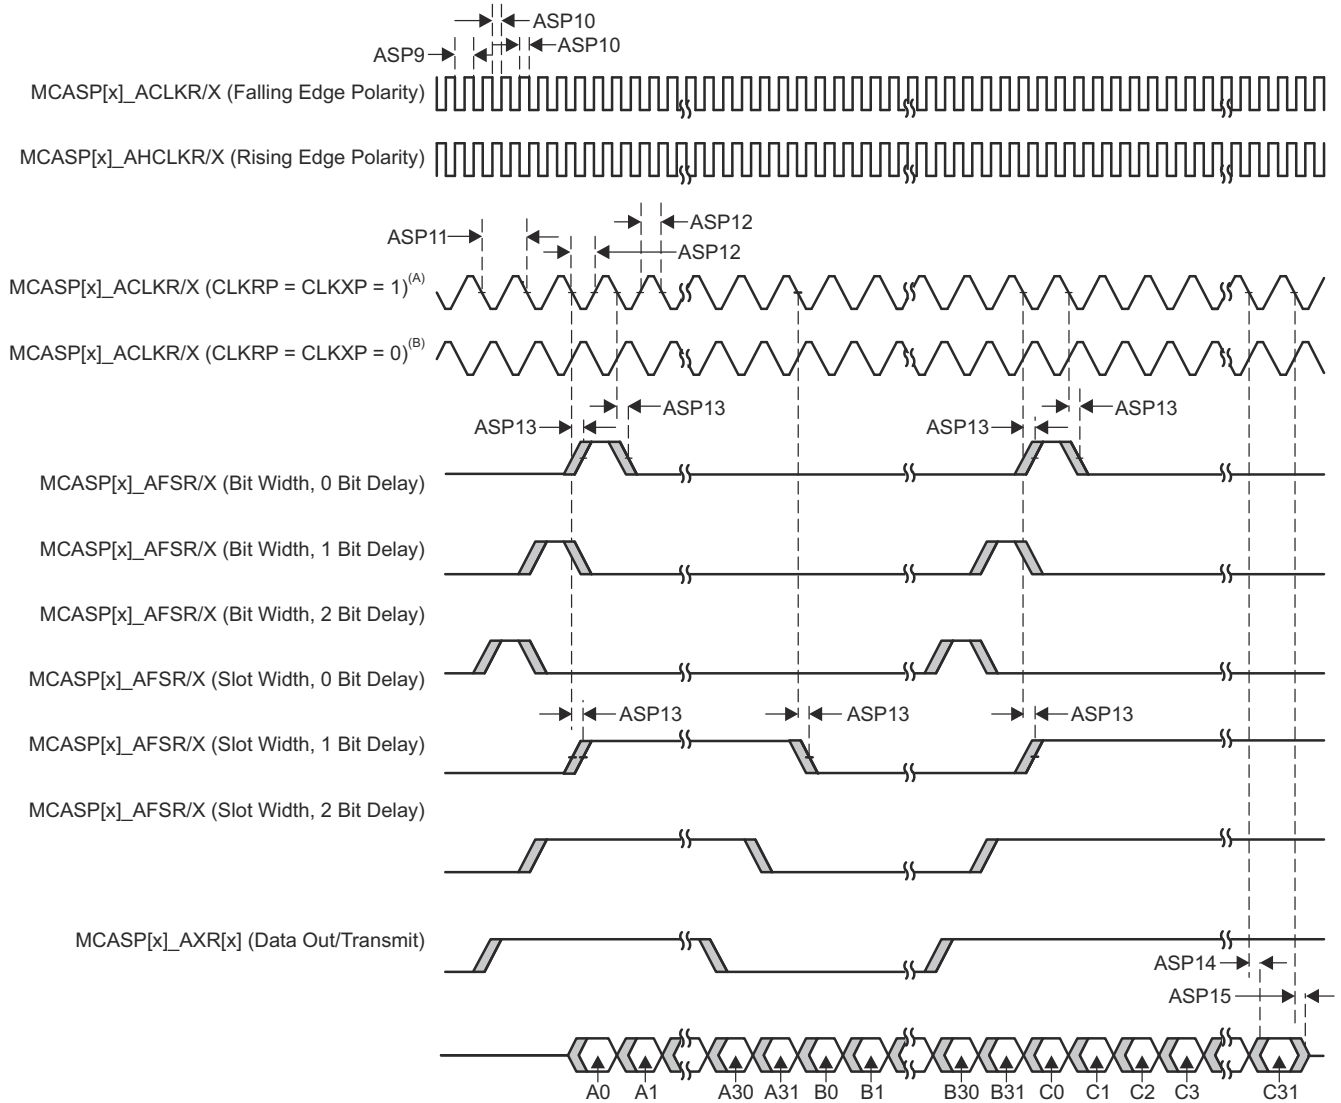 ASP10
ASP9 ASP10
MCASP[x]_ACLKR/X (Falling Edge Polarity)
MCASP[x]_AHCLKR/X (Rising Edge Polarity)
ASP12
ASP11 ASP12
MCASP[x]_ACLKR/X (CLKRP = CLKXP = 1)(A)
MCASP[x]_ACLKR/X (CLKRP = CLKXP = 0)(B)
ASP13 ASP13
ASP13 ASP13
MCASP[x]_AFSR/X (Bit Width, 0 Bit Delay)
MCASP[x]_AFSR/X (Bit Width, 1 Bit Delay)
MCASP[x]_AFSR/X (Bit Width, 2 Bit Delay)
MCASP[x]_AFSR/X (Slot Width, 0 Bit Delay)
ASP13 ASP13 ASP13
MCASP[x]_AFSR/X (Slot Width, 1 Bit Delay)
MCASP[x]_AFSR/X (Slot Width, 2 Bit Delay)
MCASP[x]_AXR[x] (Data Out/Transmit)
ASP14
ASP15
A0 A1 A30 A31 B0 B1 B30 B31 C0 C1 C2 C3 C31